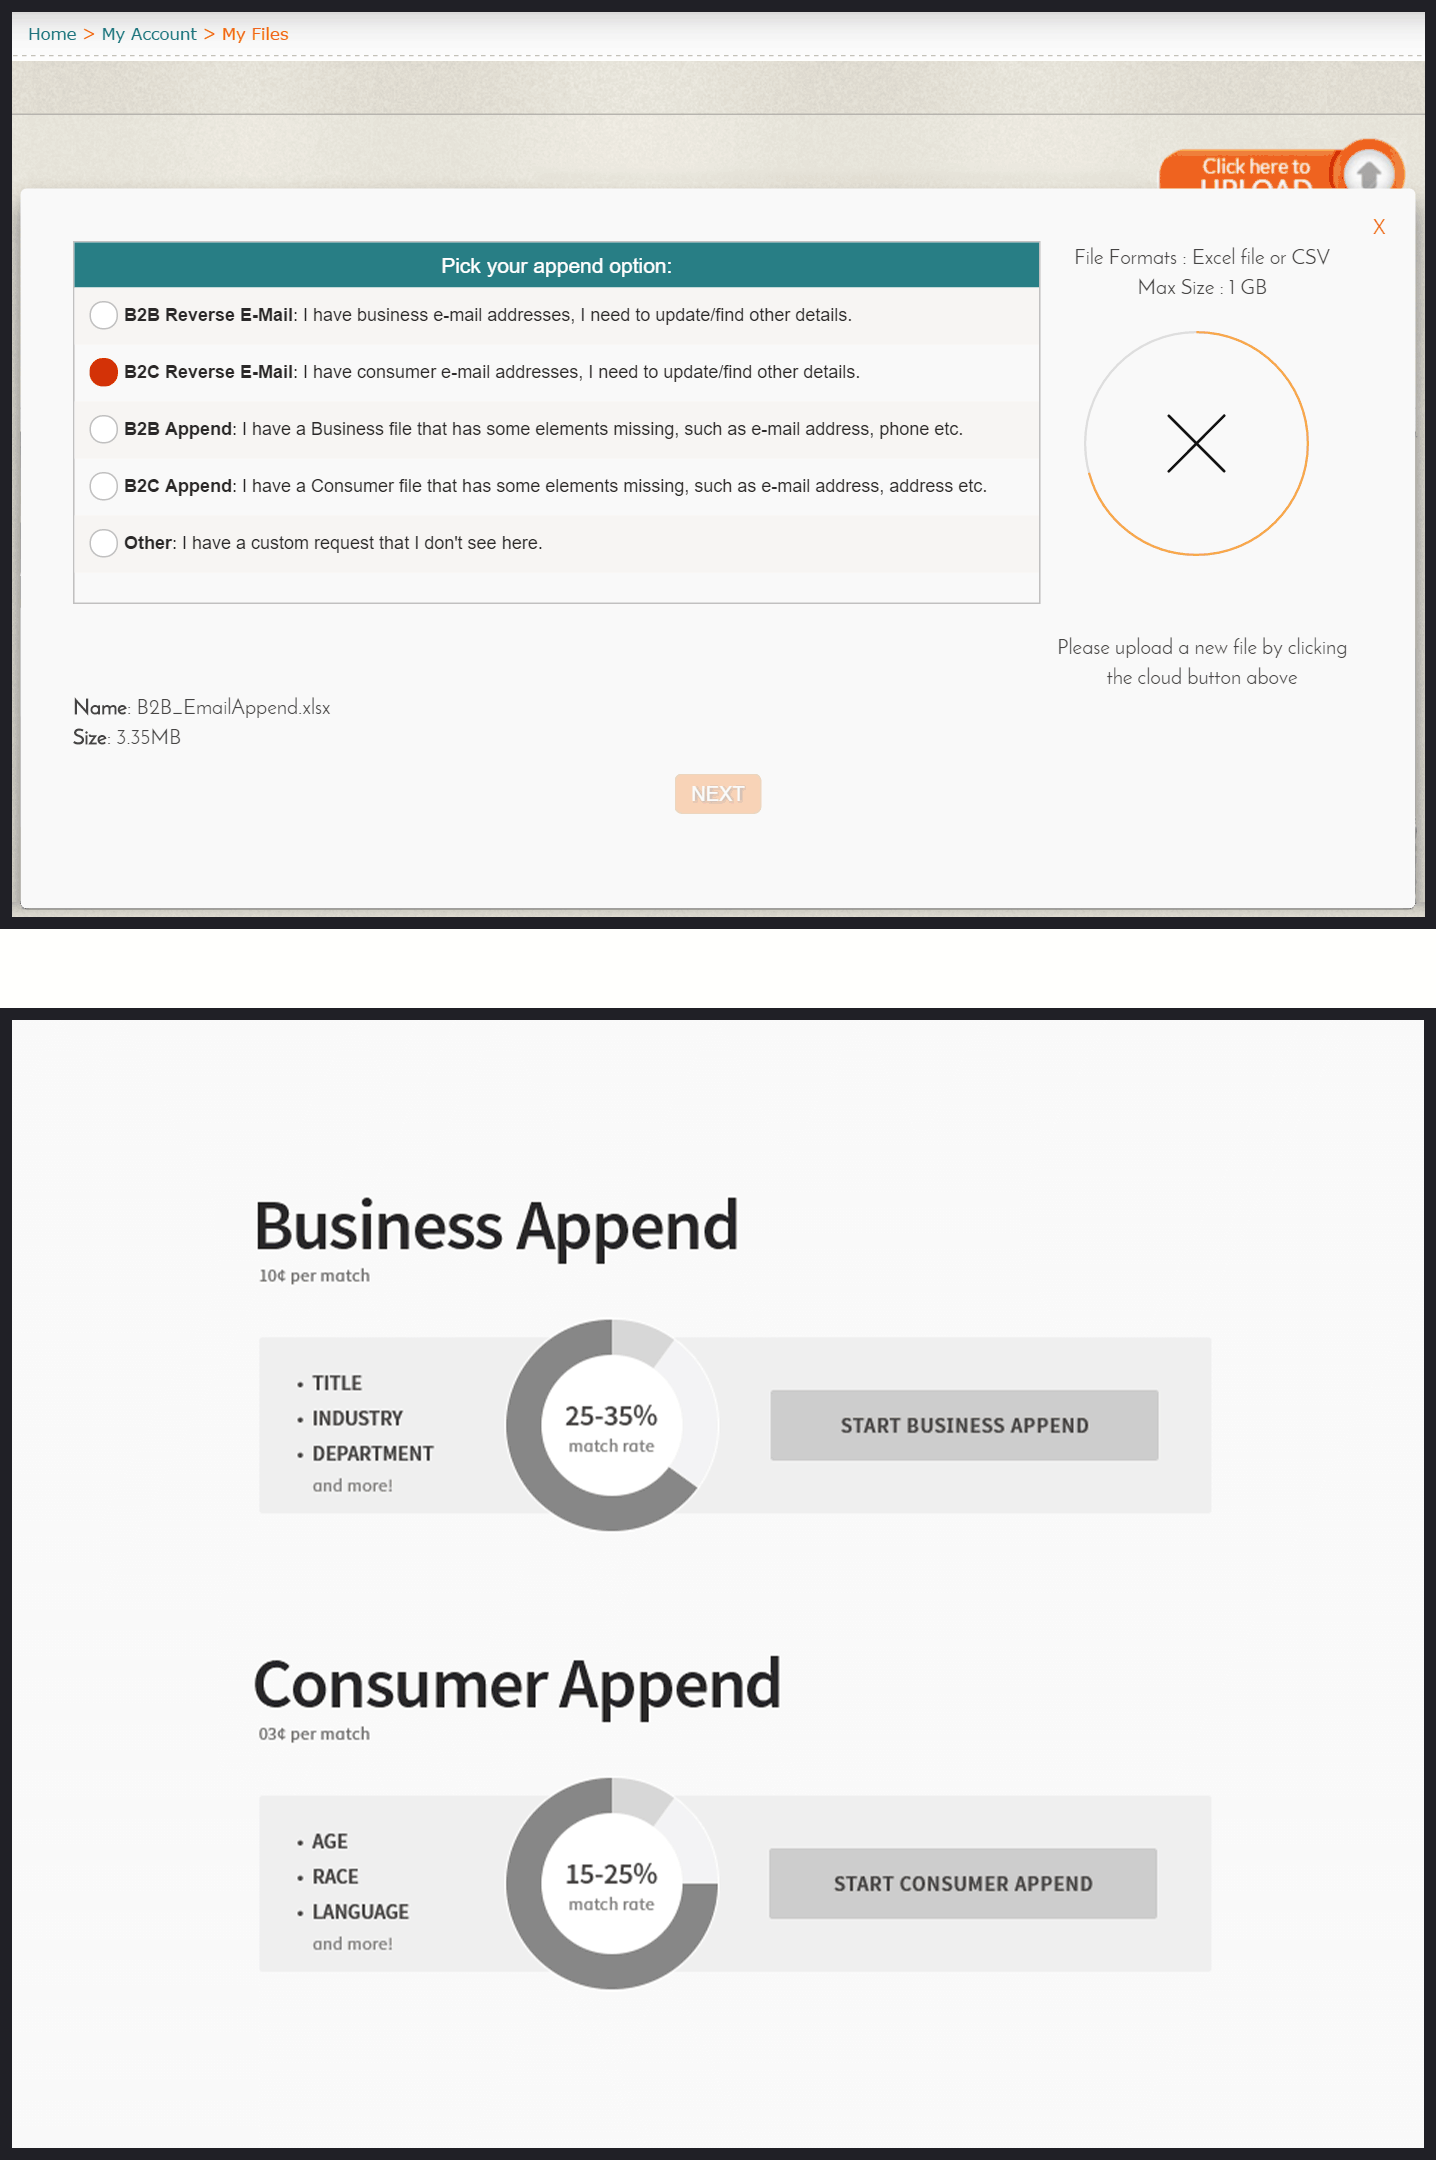 Home > My Account > My Files
Click here to
UPLOAD
X
Pick your append option:
B2B Reverse E-Mail: I have business e-mail addresses, I need to update/find other details.
B2C Reverse E-Mail: I have consumer e-mail addresses, I need to update/find other details.
B2B Append: I have a Business file that has some elements missing, such as e-mail address, phone etc.
B2C Append: I have a Consumer file that has some elements missing, such as e-mail address, address etc.
Other: I have a custom request that I don't see here.
File Formats : Excel file or CSV
Max Size : 1 GB
Please upload a new file by clicking
the cloud button above
Name: B2B_EmailAppend.xlsx
Size: 3.35MB
NEXT
Business Append
10¢ per match
• TITLE
• INDUSTRY
• DEPARTMENT
and more!
25-35%
match rate
START BUSINESS APPEND
Consumer Append
03¢ per match
• AGE
• RACE
• LANGUAGE
and more!
15-25%
match rate
START CONSUMER APPEND